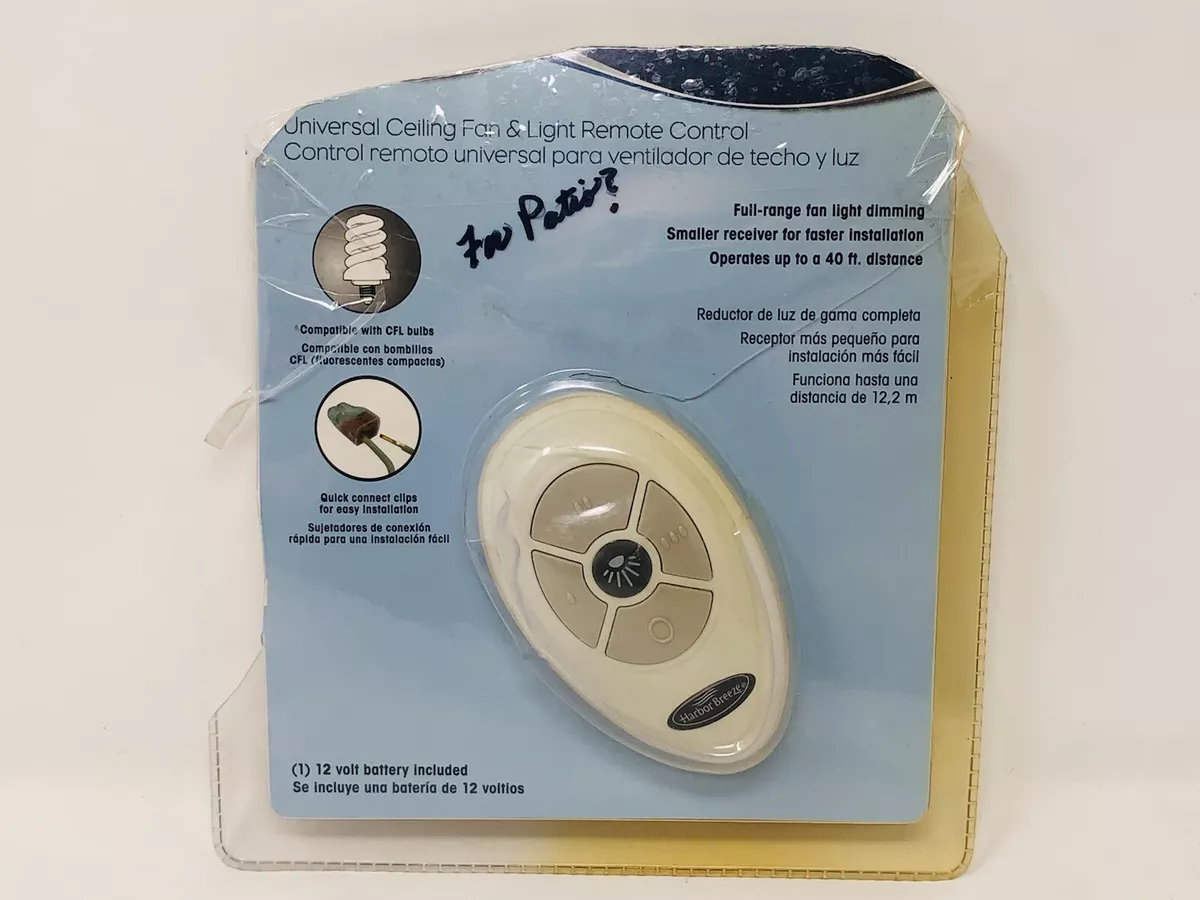 Universal Ceiling Fan & Light Remote Control
Control remoto universal para ventilador de techo y luz
For Patio?
Full-range fan light dimming
Smaller receiver for faster installation
Operates up to a 40 ft. distance
Reductor de luz de gama completa
Receptor más pequeño para
instalación más fácil
Funciona hasta una
distancia de 12,2 m
*Compatible with CFL bulbs
Compatible con bombillas
CFL (fluorescentes compactas)
Quick connect clips
for easy installation
Sujetadores de conexión
rápida para una instalación fácil
Harbor Breeze®
(1) 12 volt battery included
Se incluye una batería de 12 voltios